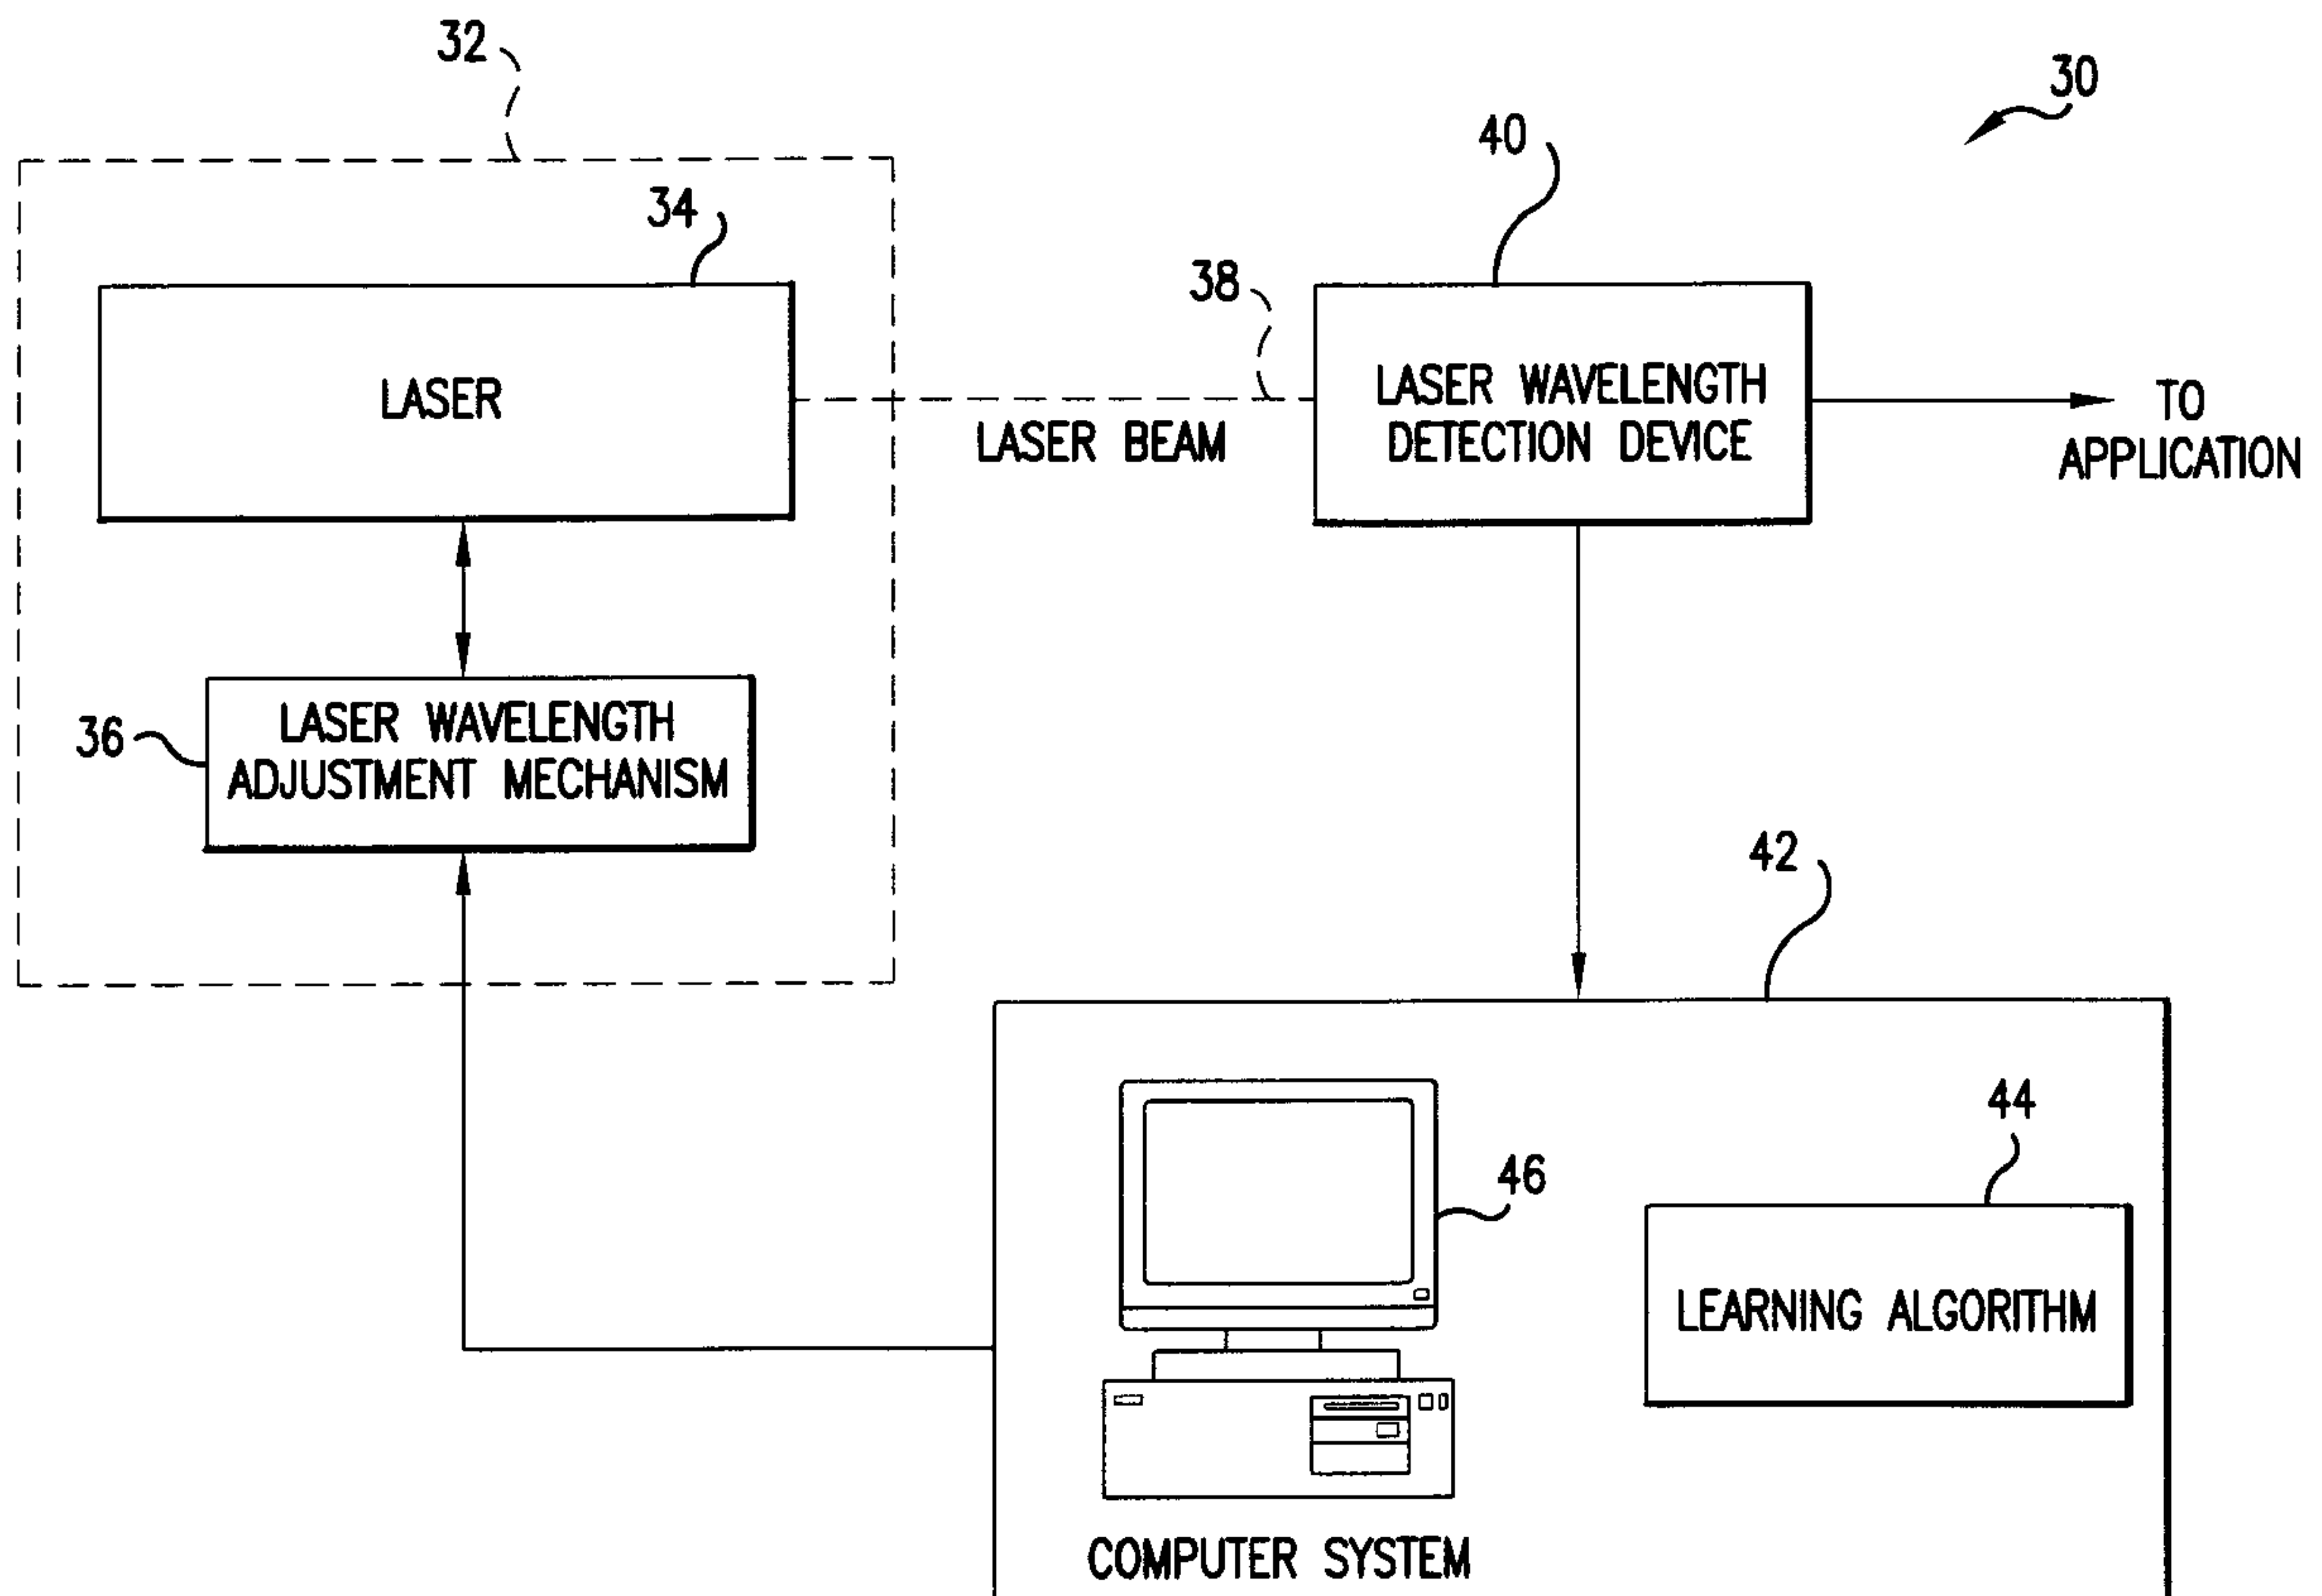 32
30
40
34
38
LASER
LASER BEAM
LASER WAVELENGTH
DETECTION DEVICE
TO
APPLICATION
36
LASER WAVELENGTH
ADJUSTMENT MECHANISM
42
44
46
LEARNING ALGORITHM
COMPUTER SYSTEM